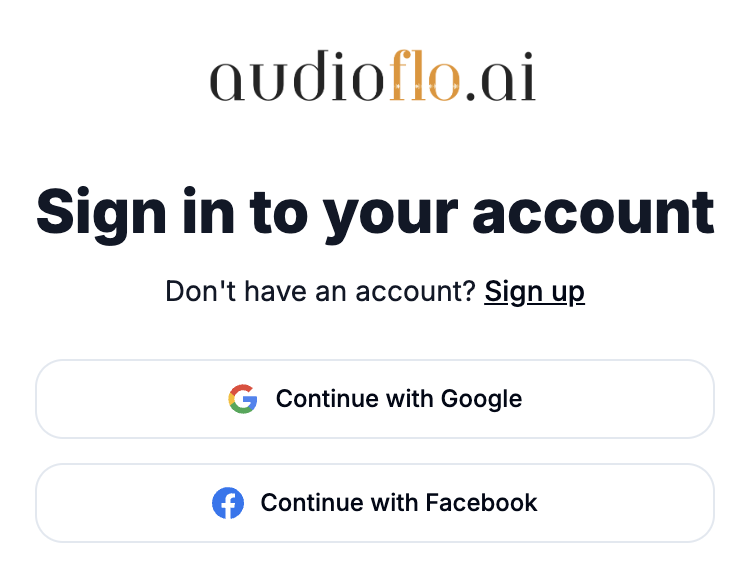 audioflo.ai
Sign in to your account
Don't have an account? Sign up
Continue with Google
Continue with Facebook